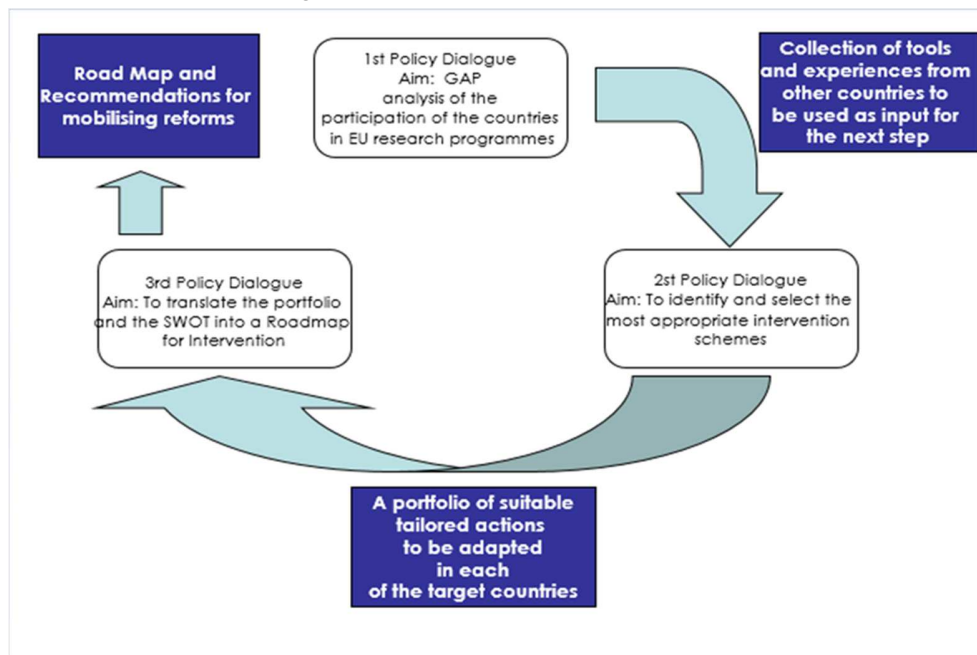 Road Map and
Recommendations for
mobilising reforms
1st Policy Dialogue
Aim: GAP
analysis of the
participation of the countries
in EU research programmes
Collection of tools
and experiences from
other countries to
be used as input for
the next step
3rd Policy Dialogue
Aim: To translate the portfolio
and the SWOT into a Roadmap
for Intervention
2st Policy Dialogue
Aim: To identify and select the
most appropriate intervention
schemes
A portfolio of suitable
tailored actions
to be adapted
in each
of the target countries